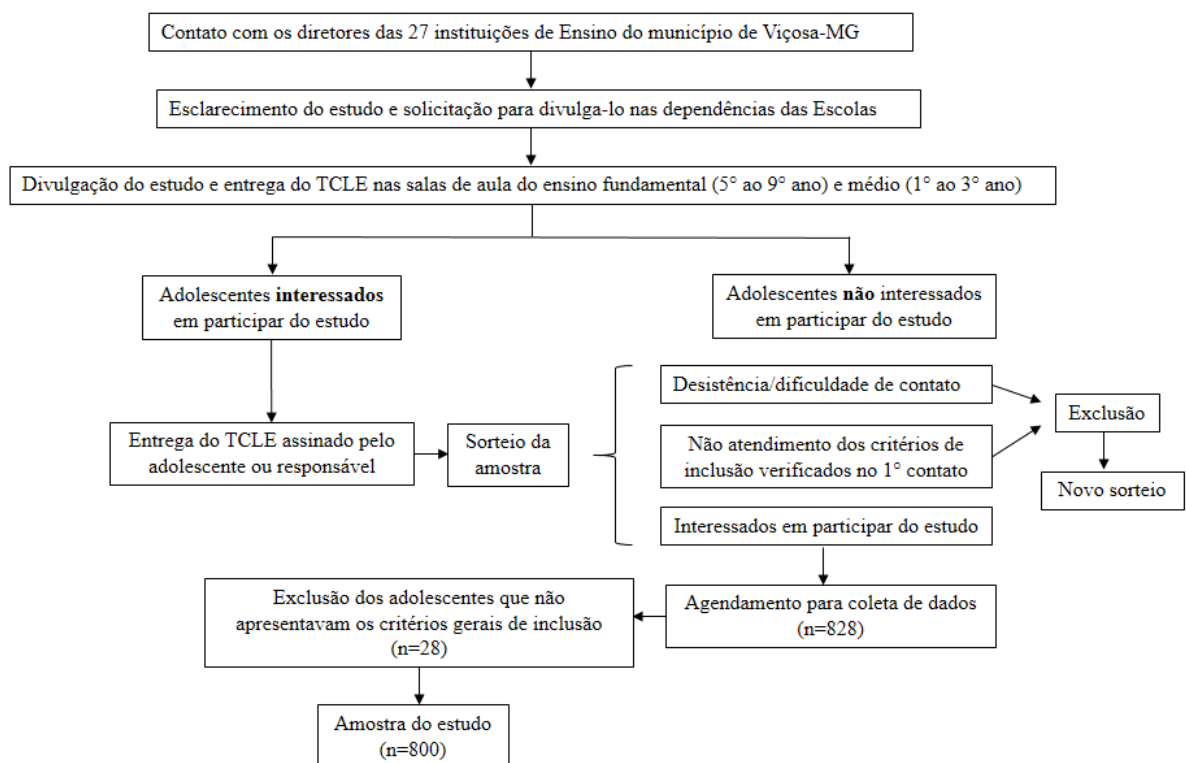 Contato com os diretores das 27 instituições de Ensino do município de Viçosa-MG
Esclarecimento do estudo e solicitação para divulga-lo nas dependências das Escolas
Divulgação do estudo e entrega do TCLE nas salas de aula do ensino fundamental (5° ao 9° ano) e médio (1° ao 3° ano)
Adolescentes interessados
em participar do estudo
Adolescentes não interessados
em participar do estudo
Entrega do TCLE assinado pelo
adolescente ou responsável
Sorteio da
amostra
Desistência/dificuldade de contato
Não atendimento dos critérios de
inclusão verificados no 1° contato
Interessados em participar do estudo
Exclusão
Novo sorteio
Agendamento para coleta de dados
(n=828)
Exclusão dos adolescentes que não
apresentavam os critérios gerais de inclusão
(n=28)
Amostra do estudo
(n=800)